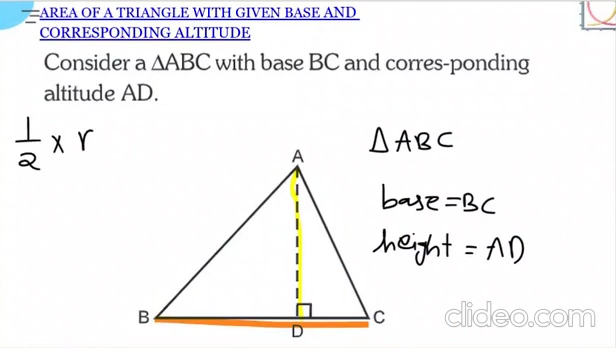 AREA OF A TRIANGLE WITH GIVEN BASE AND
CORRESPONDING ALTITUDE
Consider a ΔABC with base BC and corres-ponding
altitude AD.
1/2 × r
Δ ABC
base = BC
height = AD
A
B
D
C
clideo.com